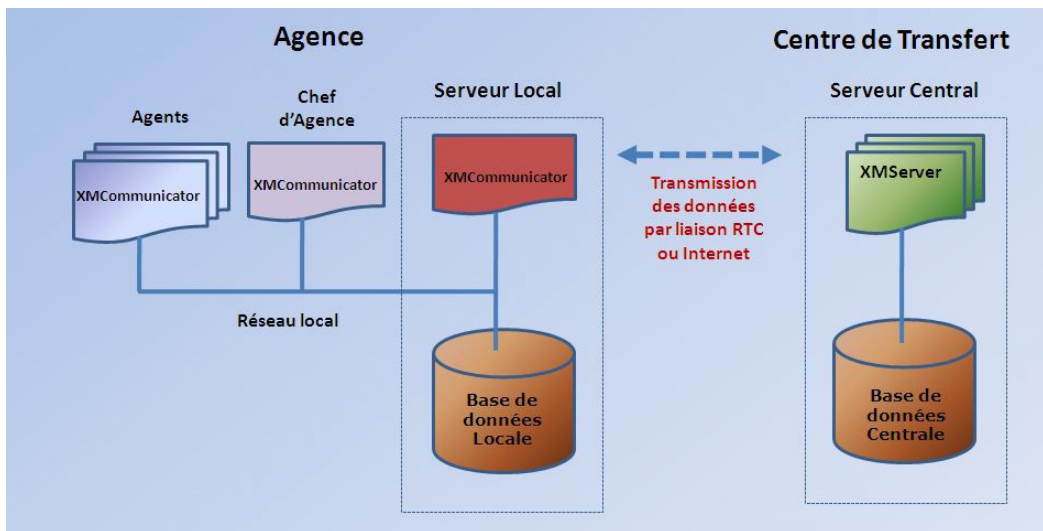 Agence
Centre de Transfert
Serveur Local
Serveur Central
Chef
d'Agence
Agents
XMCommunicator
XMCommunicator
XMCommunicator
XMServer
Transmission
des données
par liaison RTC
ou Internet
Réseau local
Base de
données
Locale
Base de
données
Centrale